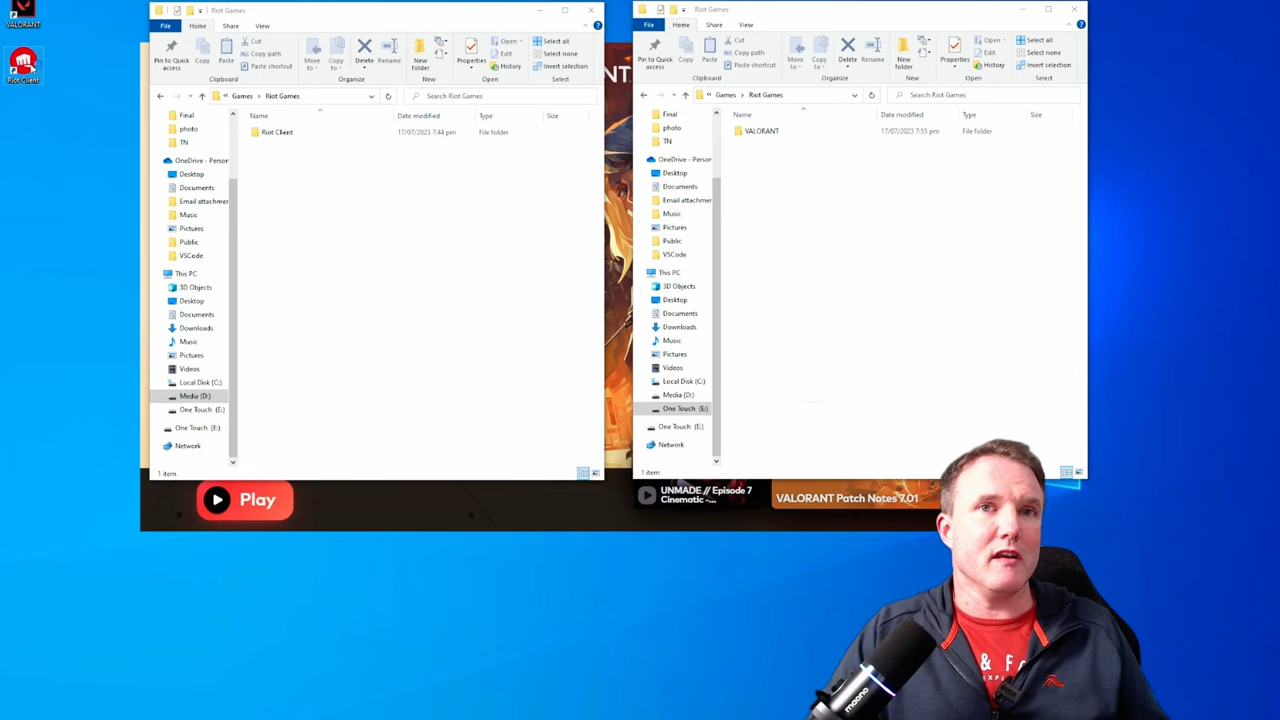 VALORANT
Riot Client
Riot Games
File
Home
Share
View
Pin to Quick access
Copy
Paste
Cut
Copy path
Paste shortcut
Clipboard
Move to
Copy to
Delete
Rename
Organize
New folder
New
Properties
Open
Edit
History
Open
Select all
Select none
Invert selection
Select
Games > Riot Games
Search Riot Games
Name
Date modified
Type
Size
Riot Client
17/07/2023 7:44 pm
File folder
Final
photo
TN
OneDrive - Person
Desktop
Documents
Email attachmen
Music
Pictures
Public
VSCode
This PC
3D Objects
Desktop
Documents
Downloads
Music
Pictures
Videos
Local Disk (C:)
Media (D:)
One Touch (E:)
One Touch (E:)
Network
1 item
Play
Riot Games
File
Home
Share
View
Pin to Quick access
Copy
Paste
Cut
Copy path
Paste shortcut
Clipboard
Move to
Copy to
Delete
Rename
Organize
New folder
New
Properties
Open
Edit
History
Open
Select all
Select none
Invert selection
Select
Games > Riot Games
Search Riot Games
Name
Date modified
Type
Size
VALORANT
17/07/2023 7:55 pm
File folder
Final
photo
TN
OneDrive - Person
Desktop
Documents
Email attachmen
Music
Pictures
Public
VSCode
This PC
3D Objects
Desktop
Documents
Downloads
Music
Pictures
Videos
Local Disk (C:)
Media (D:)
One Touch (E:)
One Touch (E:)
Network
1 item
UNMADE // Episode 7
Cinematic -...
VALORANT Patch Notes 7.01
maono